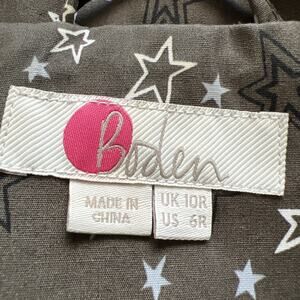 Boden
MADE IN
CHINA
UK 10R
US 6R